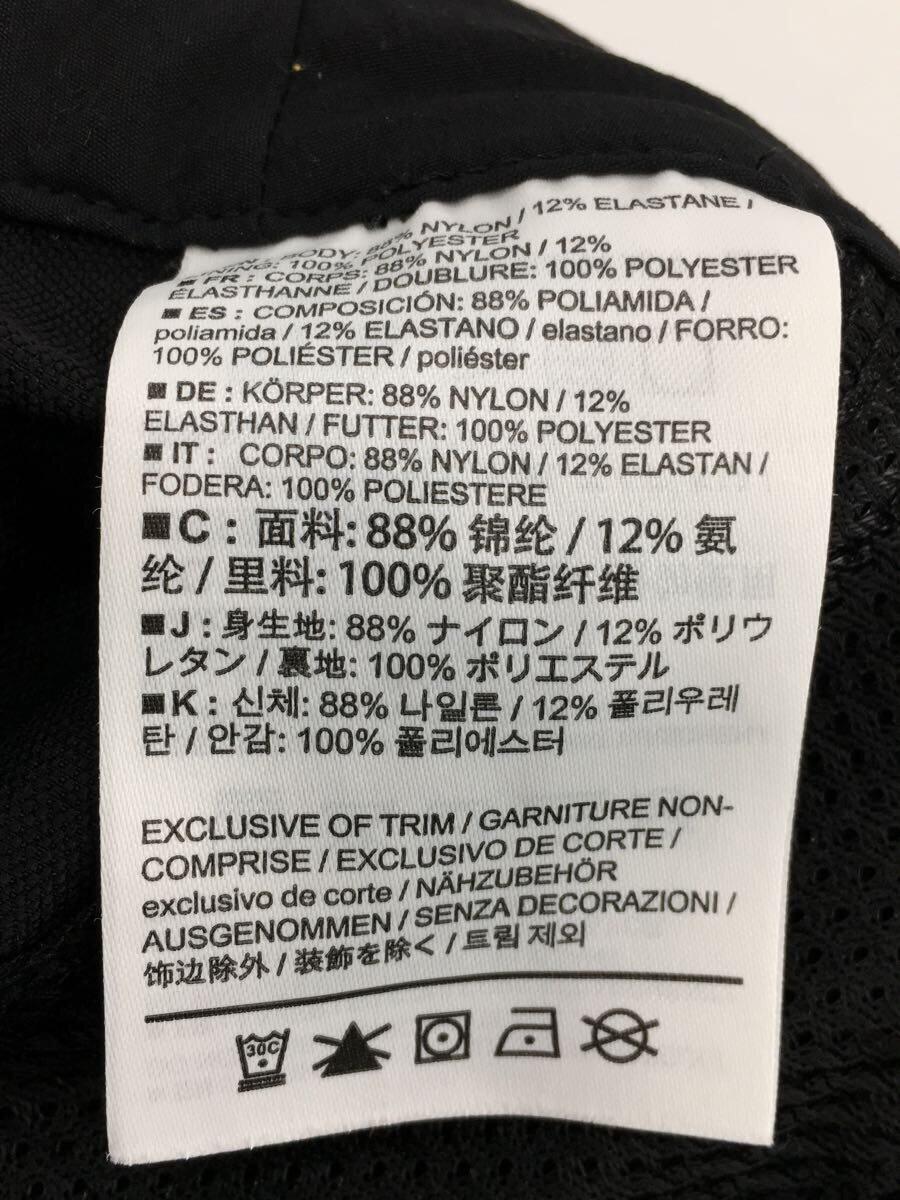 BODY: 88% NYLON / 12% ELASTANE /
LINING: 100% POLYESTER
■ FR : CORPS: 88% NYLON / 12%
ÉLASTHANNE / DOUBLURE: 100% POLYESTER
■ ES : COMPOSICIÓN: 88% POLIAMIDA /
poliamida / 12% ELASTANO / elastano / FORRO:
100% POLIÉSTER / poliéster
■ DE : KÖRPER: 88% NYLON / 12%
ELASTHAN / FUTTER: 100% POLYESTER
■ IT : CORPO: 88% NYLON / 12% ELASTAN /
FODERA: 100% POLIESTERE
■ C : 面料: 88% 锦纶 / 12% 氨
纶 / 里料: 100% 聚酯纤维
■ J : 身生地: 88% ナイロン / 12% ポリウ
レタン / 裏地: 100% ポリエステル
■ K : 신체: 88% 나일론 / 12% 폴리우레
탄 / 안감: 100% 폴리에스터
EXCLUSIVE OF TRIM / GARNITURE NON-
COMPRISE / EXCLUSIVO DE CORTE /
exclusivo de corte / NÄHZUBEHÖR
AUSGENOMMEN / SENZA DECORAZIONI /
饰边除外 / 装飾を除く / 트림 제외
30C